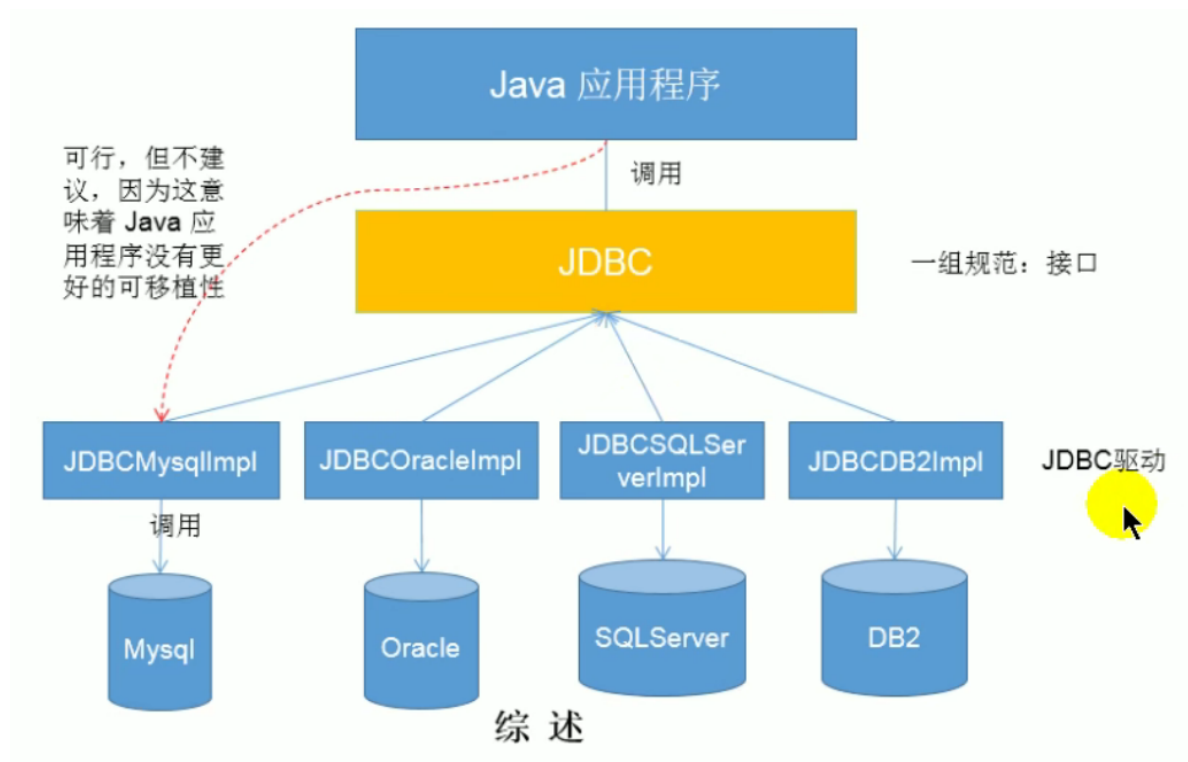 Java 应用程序
可行，但不建
议，因为这意
味着 Java 应
用程序没有更
好的可移植性
调用
JDBC
一组规范：接口
JDBCMysqlImpl
JDBCOracleImpl
JDBCSQLSer
verImpl
JDBCDB2Impl
JDBC驱动
调用
Mysql
Oracle
SQLServer
DB2
综 述